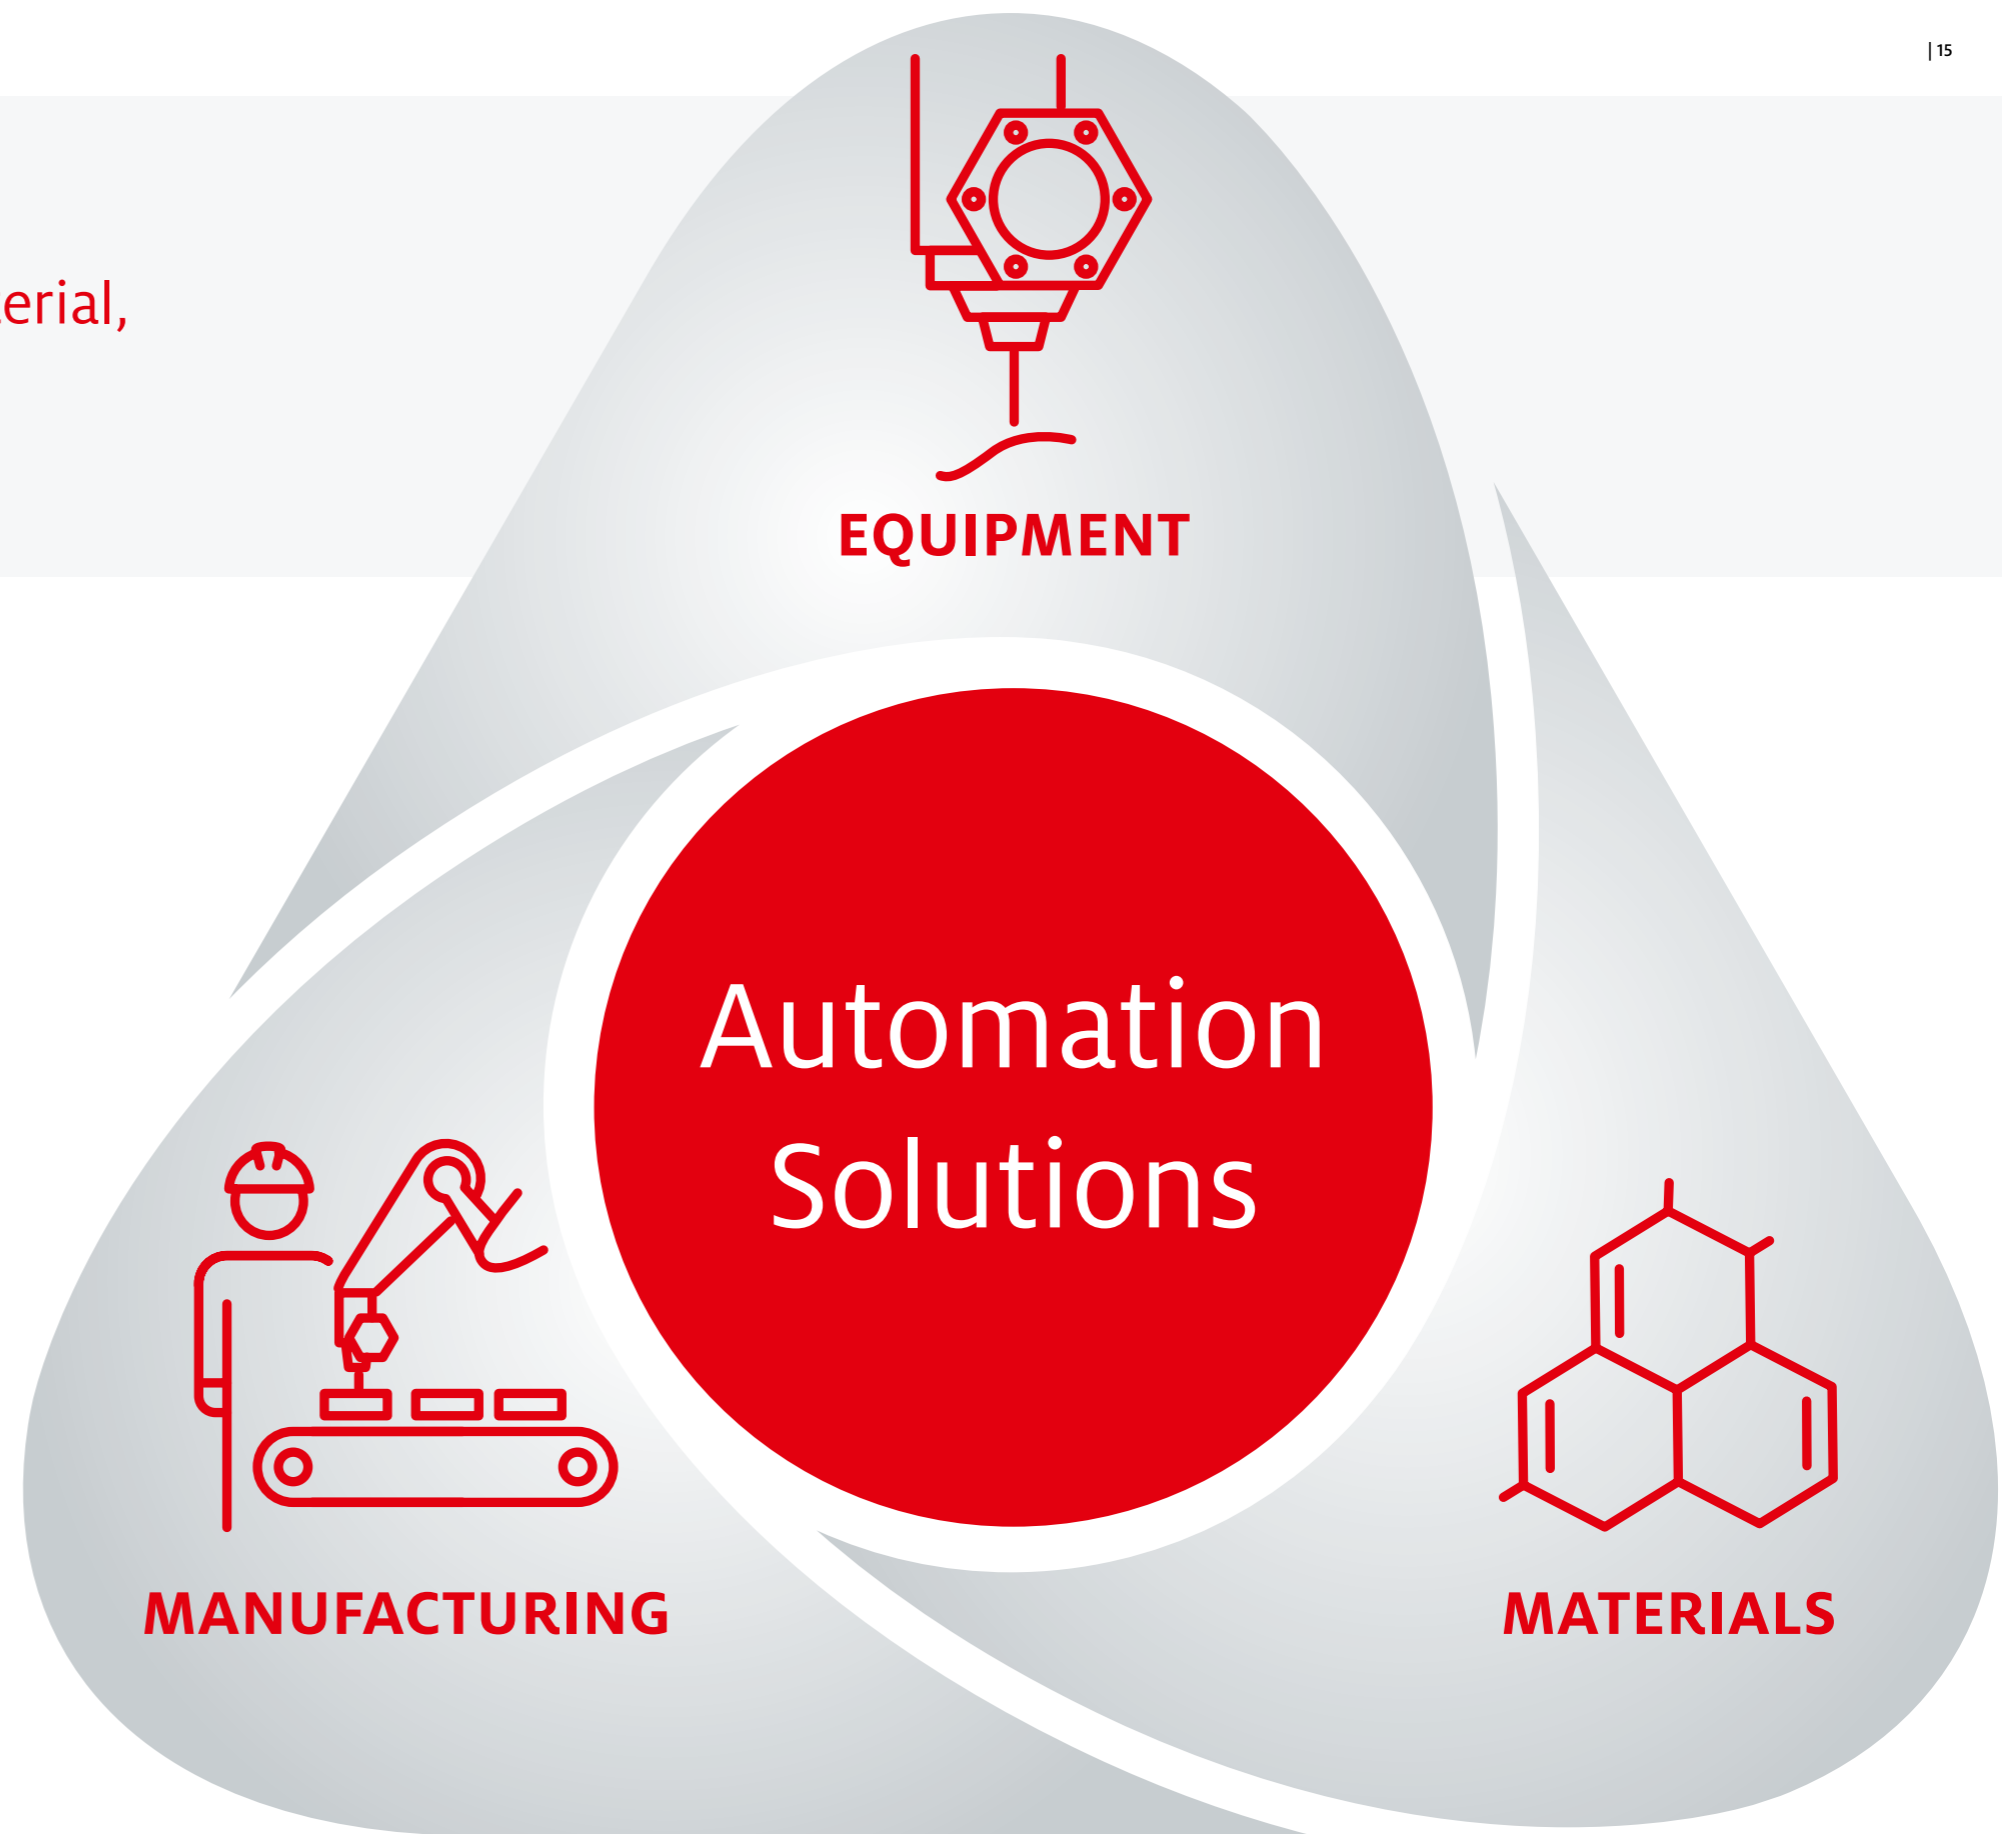 | 15
erial,
EQUIPMENT
Automation
Solutions
MANUFACTURING
MATERIALS